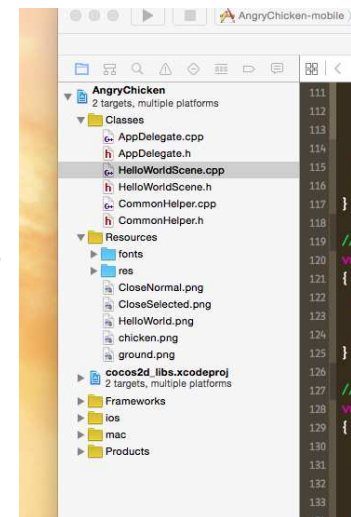 AngryChicken-mobile
AngryChicken
2 targets, multiple platforms
Classes
AppDelegate.cpp
AppDelegate.h
HelloWorldScene.cpp
HelloWorldScene.h
CommonHelper.cpp
CommonHelper.h
Resources
fonts
res
CloseNormal.png
CloseSelected.png
HelloWorld.png
chicken.png
ground.png
cocos2d_libs.xcodeproj
2 targets, multiple platforms
Frameworks
ios
mac
Products
111
112
113
114
115
116
117 }
118
119 //
120 v
121 {
122
123
124
125 }
126
127 //
128 v
129 {
130
131
132
133